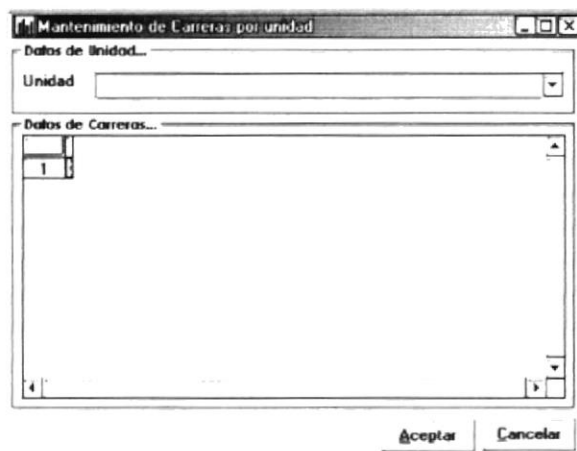 Mantenimiento de Carreras por unidad
Datos de Unidad...
Unidad
Datos de Carreras...
1
Aceptar Cancelar